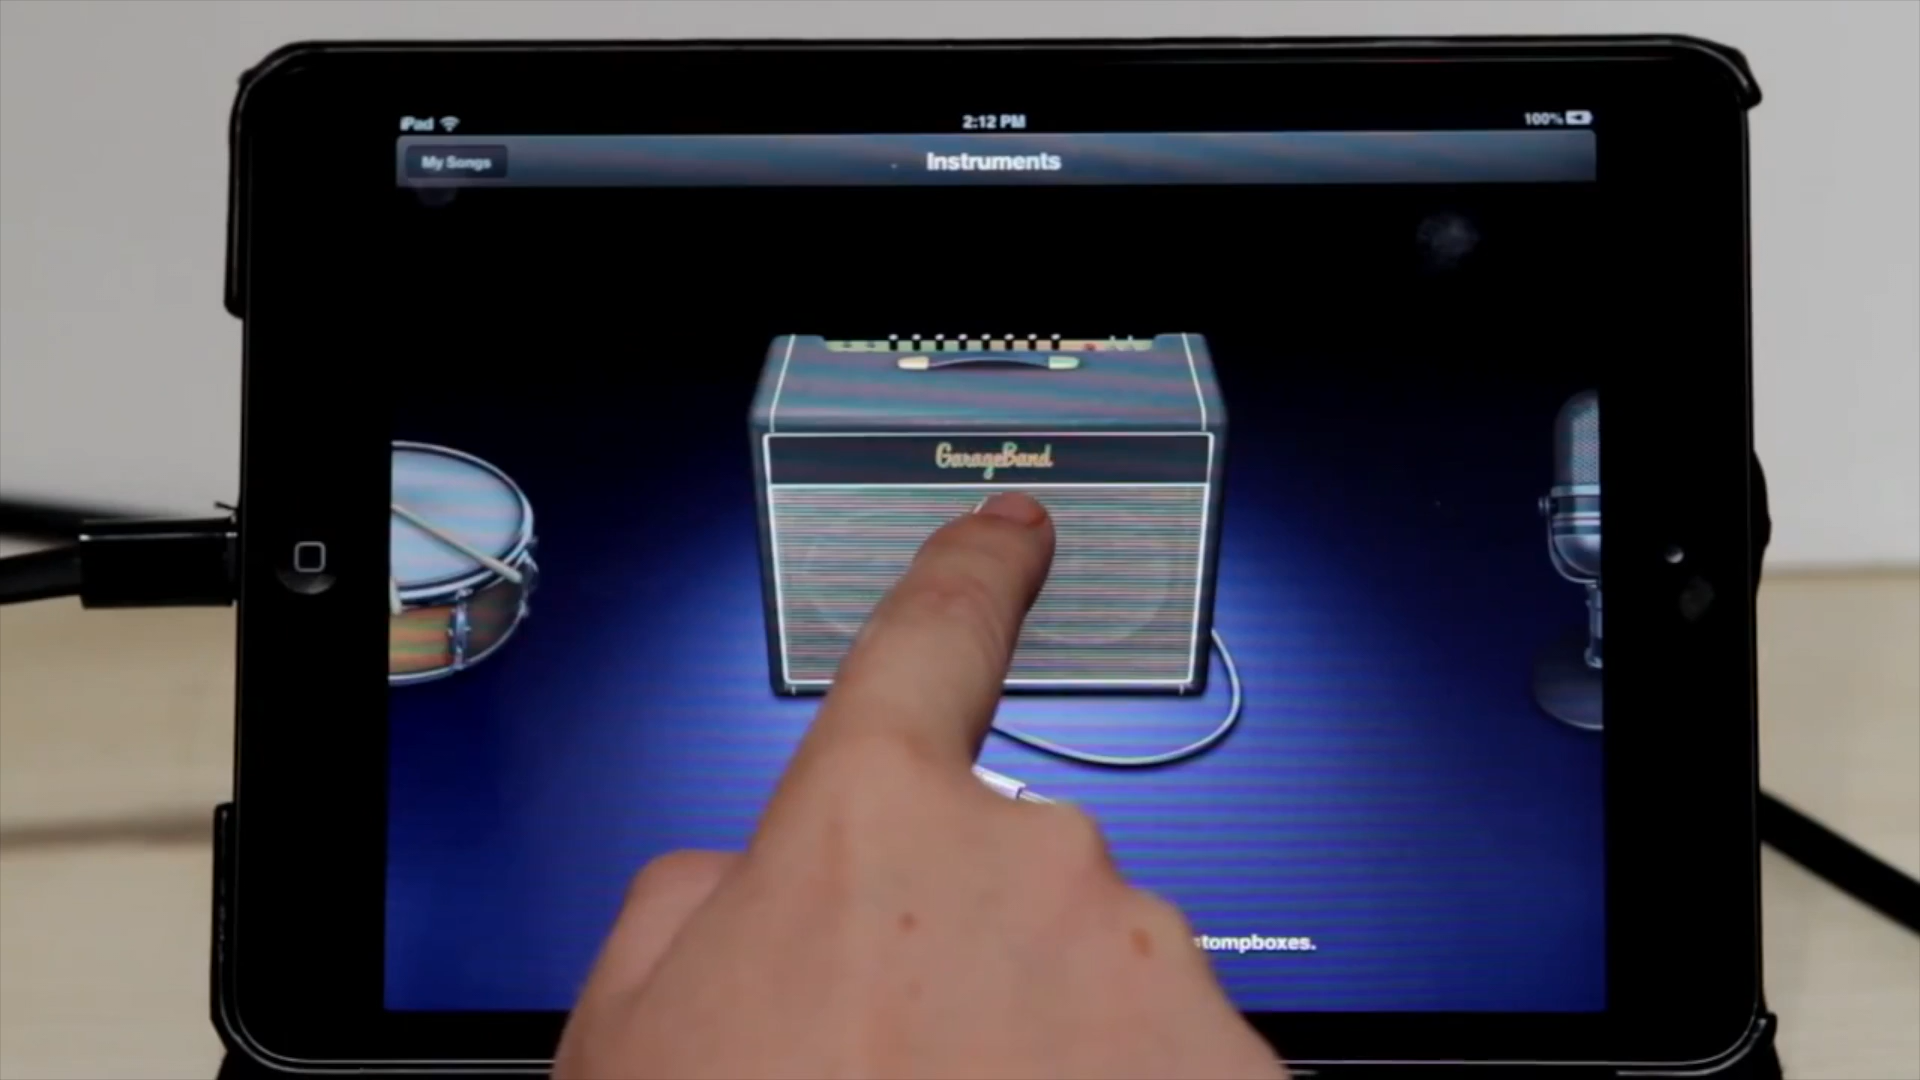 iPad
2:12 PM
100%
My Songs
Instruments
GarageBand
stompboxes.